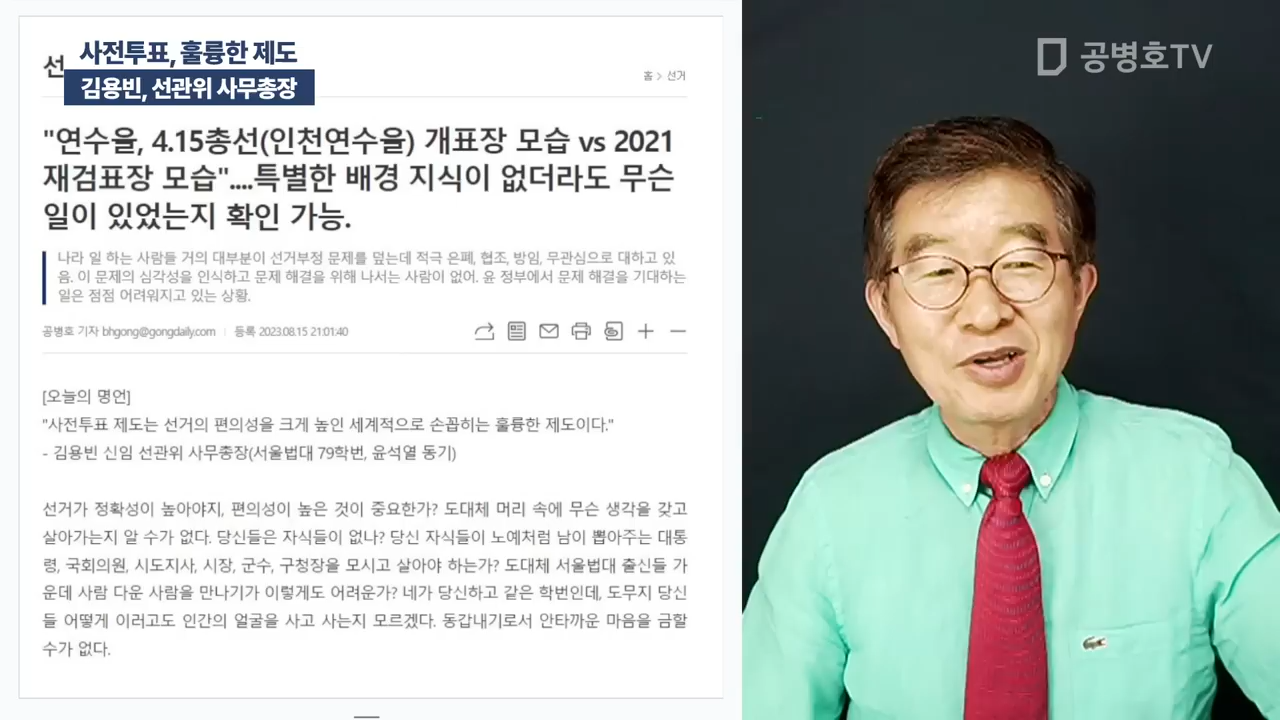 사전투표, 훌륭한 제도
김용빈, 선관위 사무총장
선
홈 > 선거
"연수을, 4.15총선(인천연수을) 개표장 모습 vs 2021
재검표장 모습"....특별한 배경 지식이 없더라도 무슨
일이 있었는지 확인 가능.
나라 일 하는 사람들 거의 대부분이 선거부정 문제를 덮는데 적극 은폐, 협조, 방임, 무관심으로 대하고 있
음. 이 문제의 심각성을 인식하고 문제 해결을 위해 나서는 사람이 없어. 윤 정부에서 문제 해결을 기대하는
일은 점점 어려워지고 있는 상황.
공병호 기자 bhgong@gongdaily.com | 등록 2023.08.15 21:01:40
[오늘의 명언]
"사전투표 제도는 선거의 편의성을 크게 높인 세계적으로 손꼽히는 훌륭한 제도이다."
- 김용빈 신임 선관위 사무총장(서울법대 79학번, 윤석열 동기)
선거가 정확성이 높아야지, 편의성이 높은 것이 중요한가? 도대체 머리 속에 무슨 생각을 갖고
살아가는지 알 수가 없다. 당신들은 자식들이 없나? 당신 자식들이 노예처럼 남이 뽑아주는 대통
령, 국회의원, 시도지사, 시장, 군수, 구청장을 모시고 살아야 하는가? 도대체 서울법대 출신들 가
운데 사람 다운 사람을 만나기가 이렇게도 어려운가? 네가 당신하고 같은 학번인데, 도무지 당신
들 어떻게 이러고도 인간의 얼굴을 사고 사는지 모르겠다. 동갑내기로서 안타까운 마음을 금할
수가 없다.
공병호TV